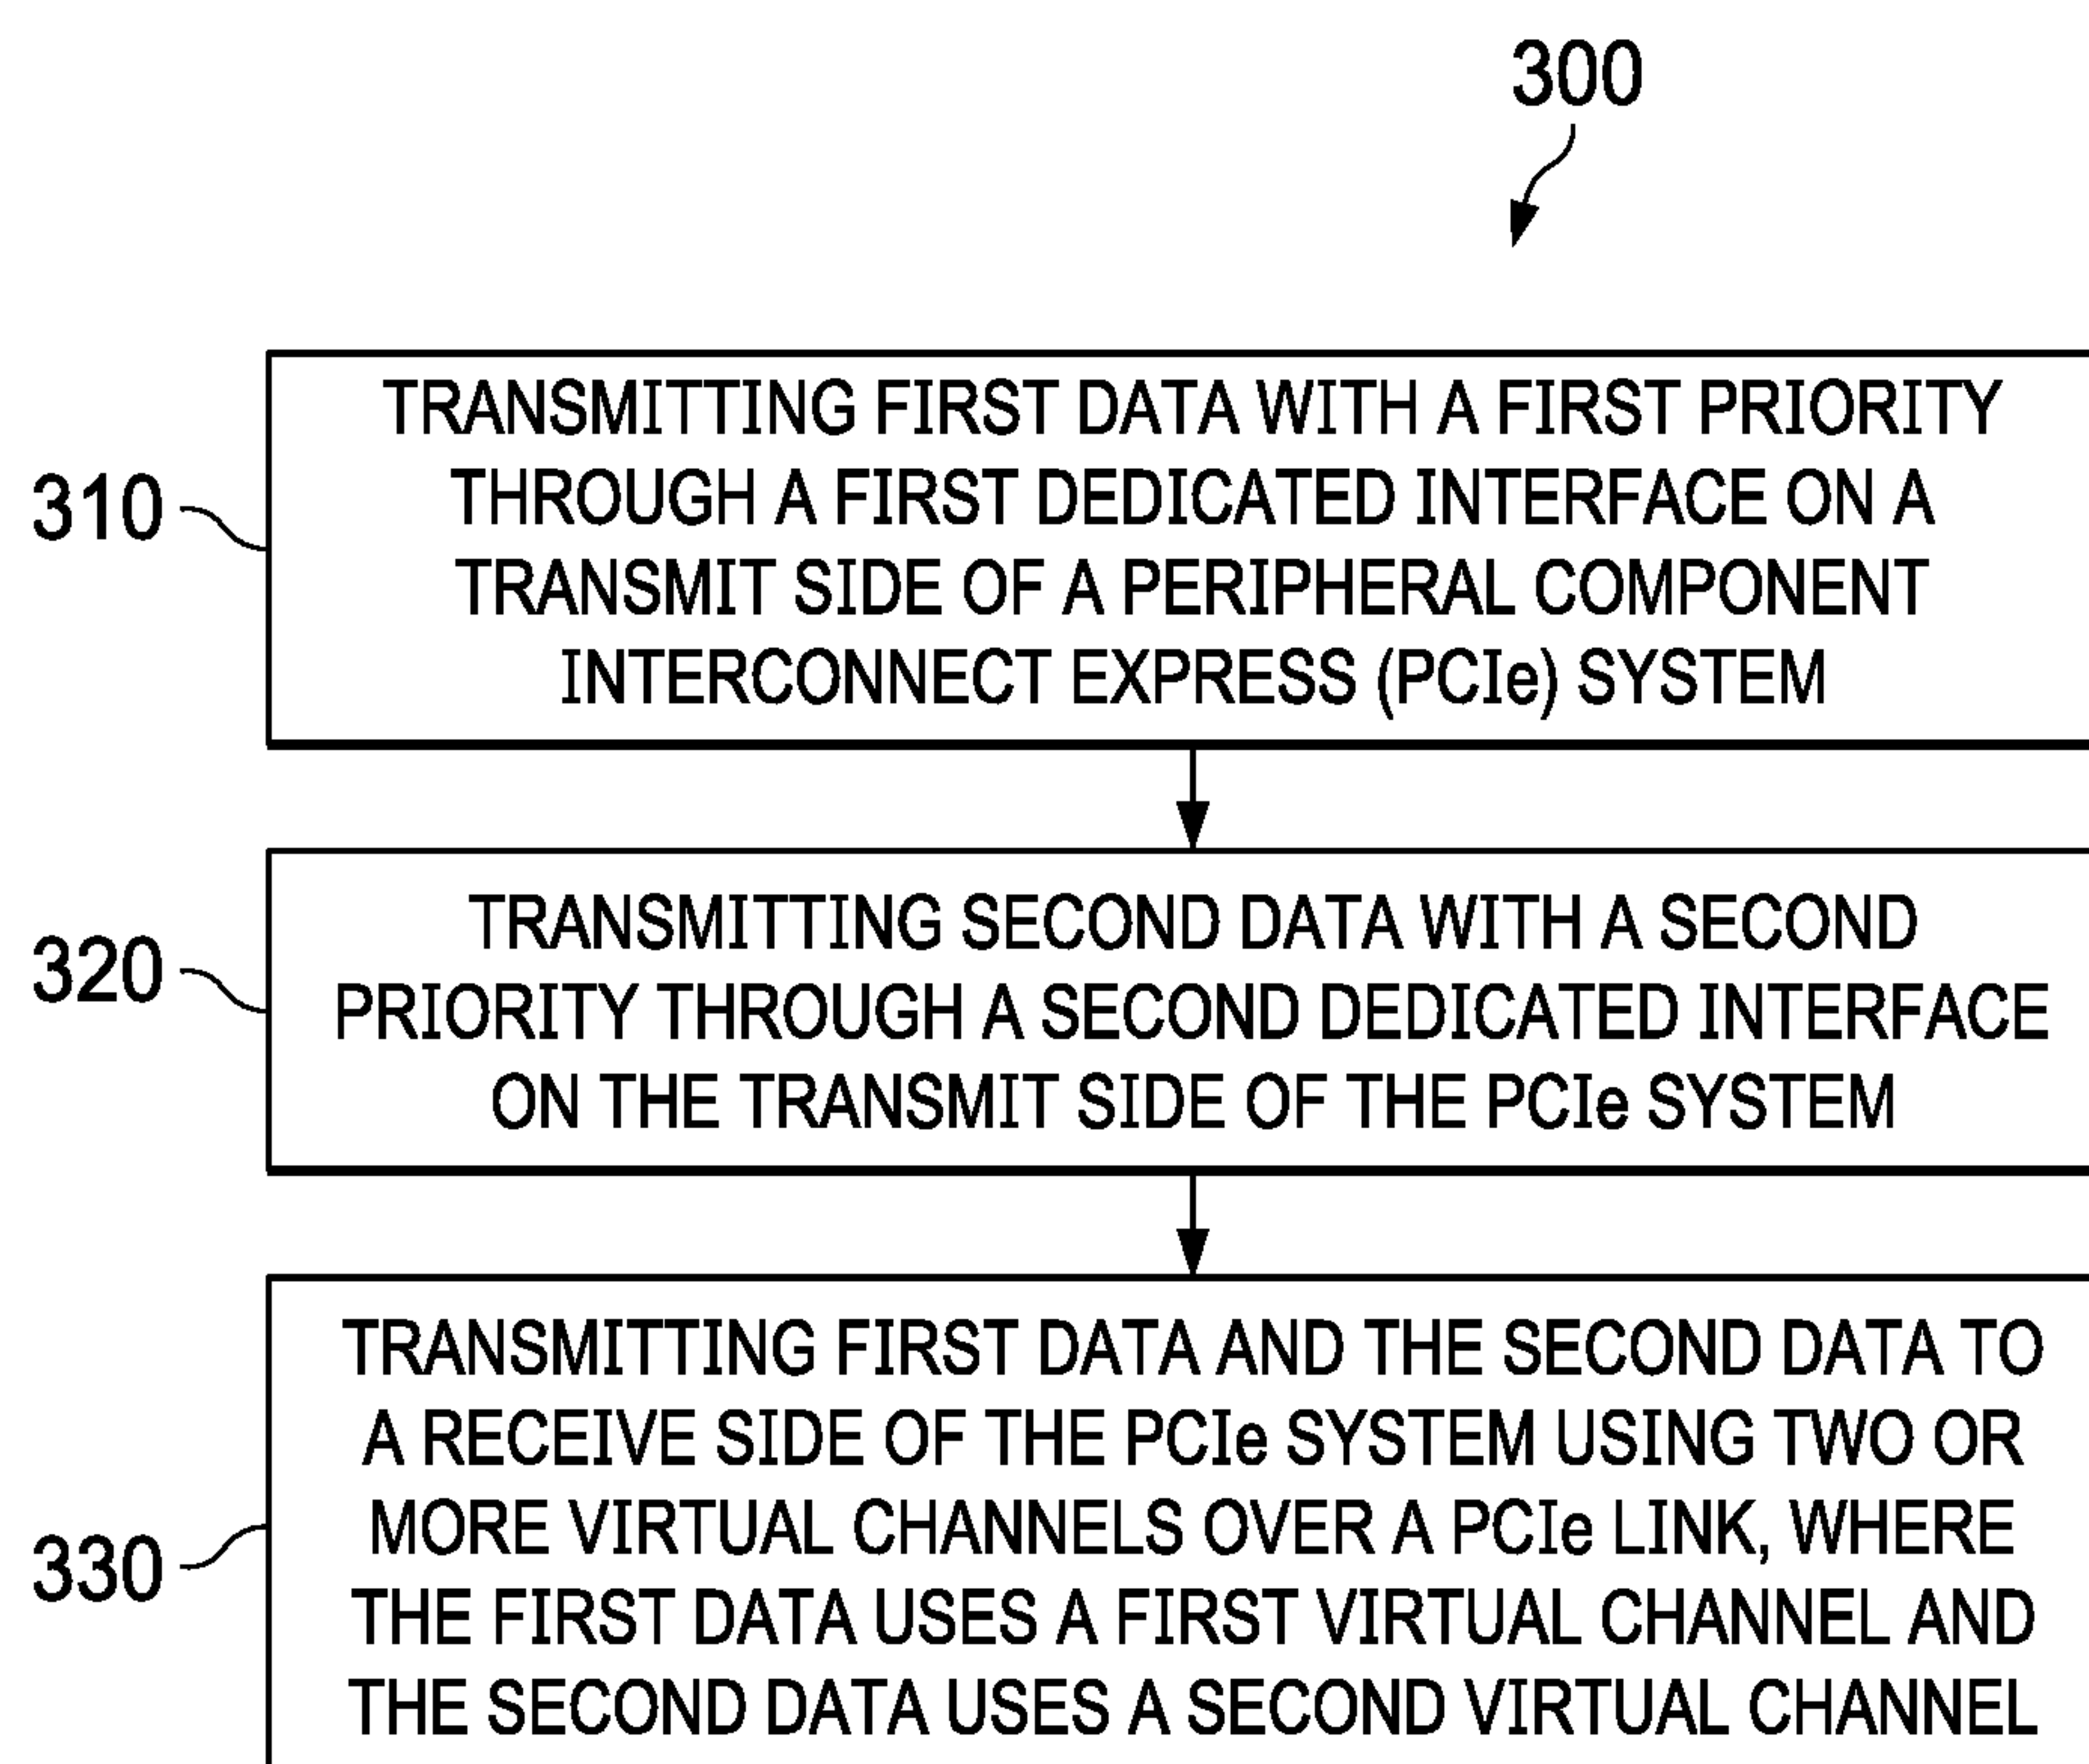 300
310
TRANSMITTING FIRST DATA WITH A FIRST PRIORITY
THROUGH A FIRST DEDICATED INTERFACE ON A
TRANSMIT SIDE OF A PERIPHERAL COMPONENT
INTERCONNECT EXPRESS (PCIe) SYSTEM
320
TRANSMITTING SECOND DATA WITH A SECOND
PRIORITY THROUGH A SECOND DEDICATED INTERFACE
ON THE TRANSMIT SIDE OF THE PCIe SYSTEM
330
TRANSMITTING FIRST DATA AND THE SECOND DATA TO
A RECEIVE SIDE OF THE PCIe SYSTEM USING TWO OR
MORE VIRTUAL CHANNELS OVER A PCIe LINK, WHERE
THE FIRST DATA USES A FIRST VIRTUAL CHANNEL AND
THE SECOND DATA USES A SECOND VIRTUAL CHANNEL